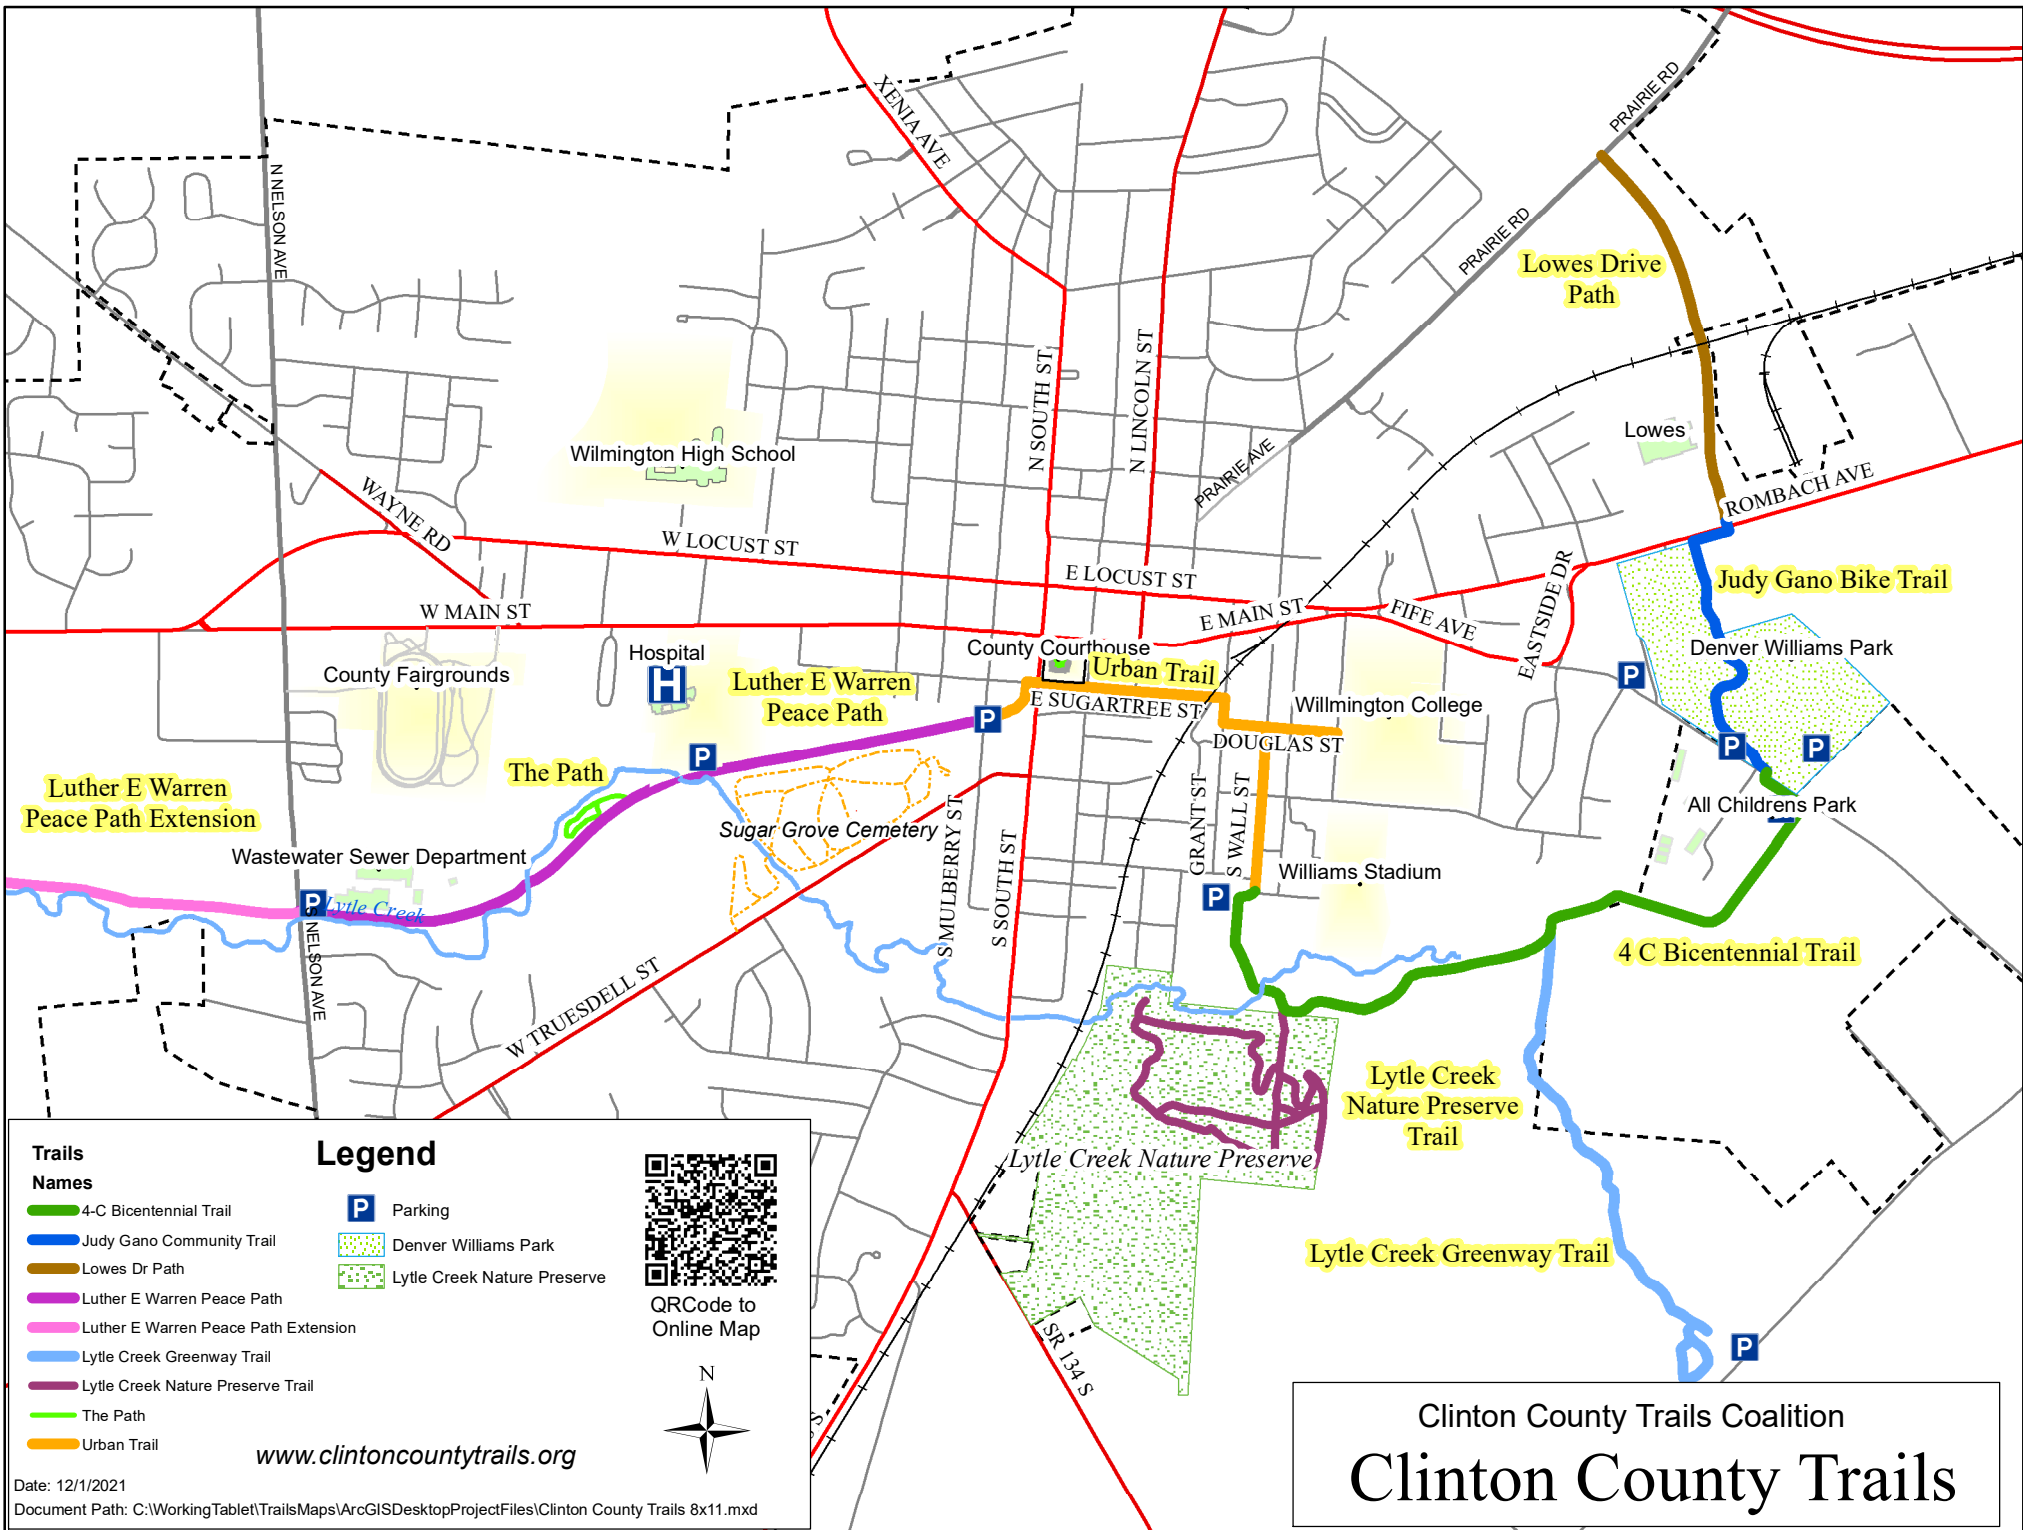 XENIA AVE
PRAIRIE RD
N NELSON AVE
PRAIRIE RD
Lowes Drive
Path
N SOUTH ST
N LINCOLN ST
Wilmington High School
Lowes
PRAIRIE AVE
ROMBACH AVE
WAYNE RD
W LOCUST ST
E LOCUST ST
EASTSIDE DR
Judy Gano Bike Trail
W MAIN ST
E MAIN ST
FIFE AVE
County Courthouse
Denver Williams Park
Hospital
H
County Fairgrounds
Urban Trail
Luther E Warren
Peace Path
P
E SUGARTREE ST
Willmington College
P
DOUGLAS ST
P
P
P
The Path
Luther E Warren
Peace Path Extension
GRANT ST
S WALL ST
All Childrens Park
Sugar Grove Cemetery
S MULBERRY ST
S SOUTH ST
Wastewater Sewer Department
Williams Stadium
P
P
Lytle Creek
S NELSON AVE
4 C Bicentennial Trail
W TRUESDELL ST
Lytle Creek
Nature Preserve
Trail
Lytle Creek Nature Preserve
Lytle Creek Greenway Trail
P
SR 134 S
S
Legend
Trails
Names
4-C Bicentennial Trail
Judy Gano Community Trail
Lowes Dr Path
Luther E Warren Peace Path
Luther E Warren Peace Path Extension
Lytle Creek Greenway Trail
Lytle Creek Nature Preserve Trail
The Path
Urban Trail
P Parking
Denver Williams Park
Lytle Creek Nature Preserve
QRCode to
Online Map
N
www.clintoncountytrails.org
Date: 12/1/2021
Document Path: C:\WorkingTablet\TrailsMaps\ArcGISDesktopProjectFiles\Clinton County Trails 8x11.mxd
Clinton County Trails Coalition
Clinton County Trails